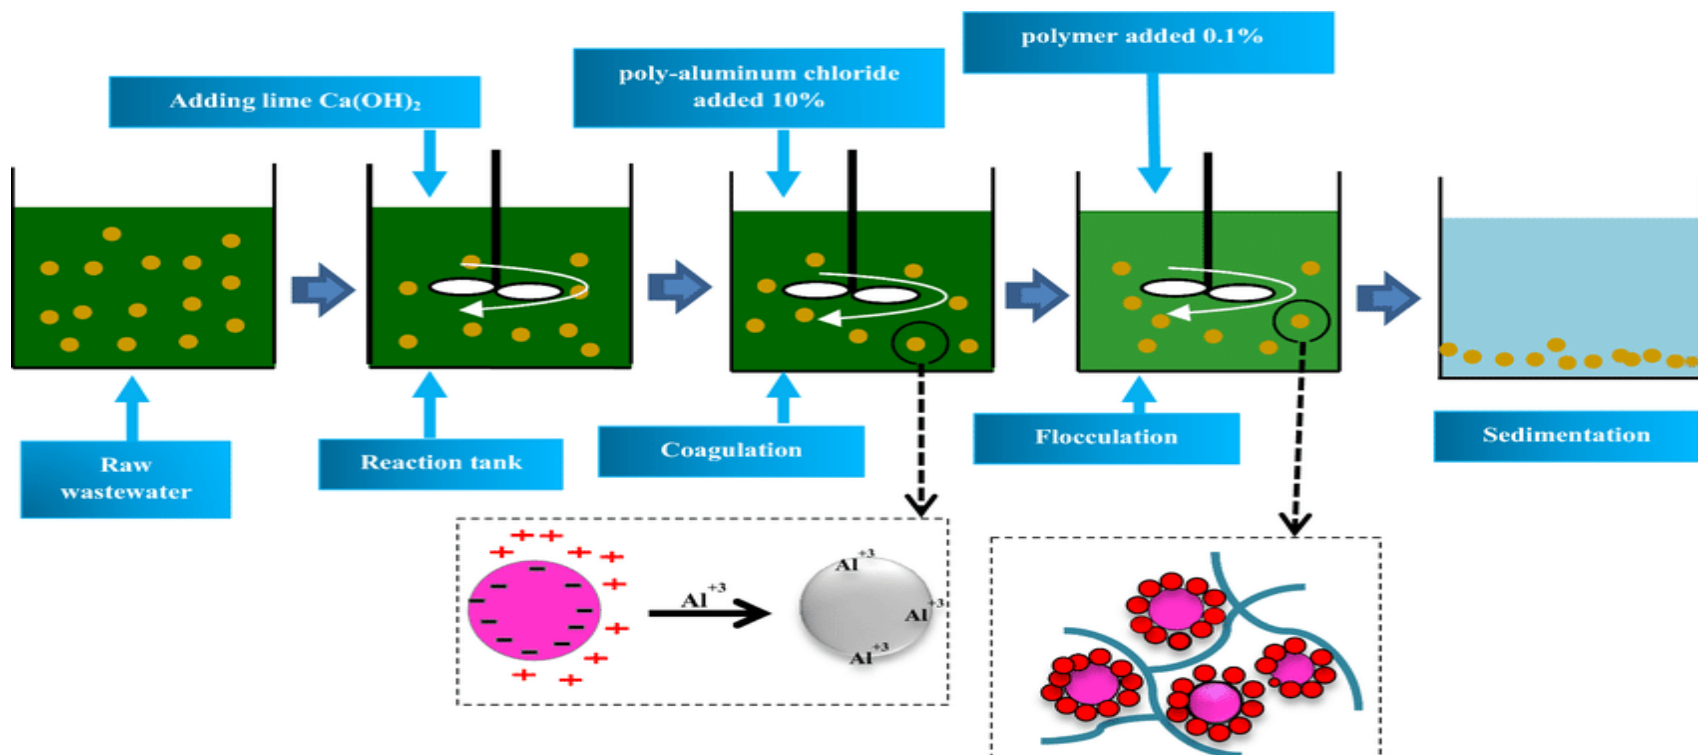 polymer added 0.1%
poly-aluminum chloride
added 10%
Adding lime Ca(OH)₂
Raw
wastewater
Reaction tank
Coagulation
Flocculation
Sedimentation
Al⁺³
Al⁺³
Al⁺³
Al⁺³